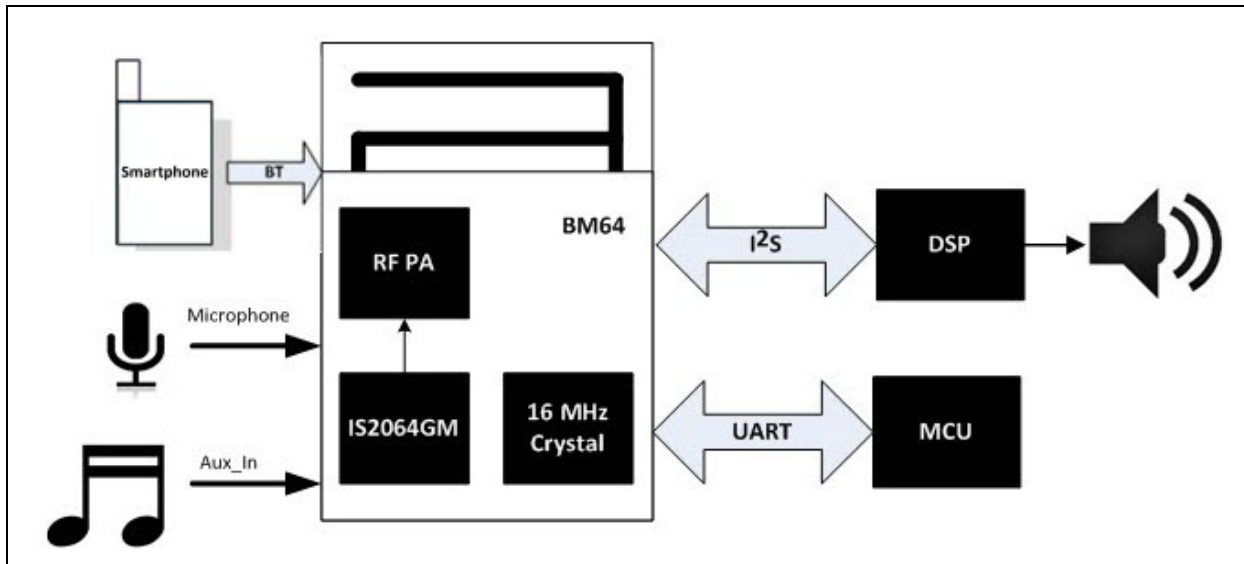 Smartphone
BT
Microphone
Aux_In
BM64
RF PA
IS2064GM
16 MHz
Crystal
I²S
DSP
UART
MCU